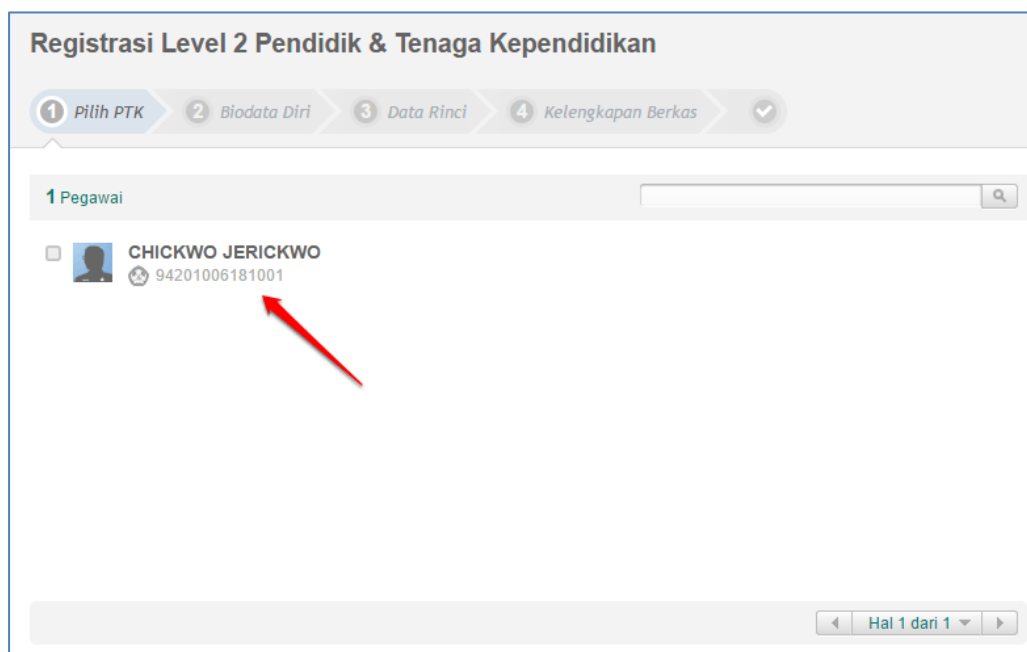 Registrasi Level 2 Pendidik & Tenaga Kependidikan
1 Pilih PTK 2 Biodata Diri 3 Data Rinci 4 Kelengkapan Berkas
1 Pegawai
CHICKWO JERICKWO
94201006181001
Hal 1 dari 1